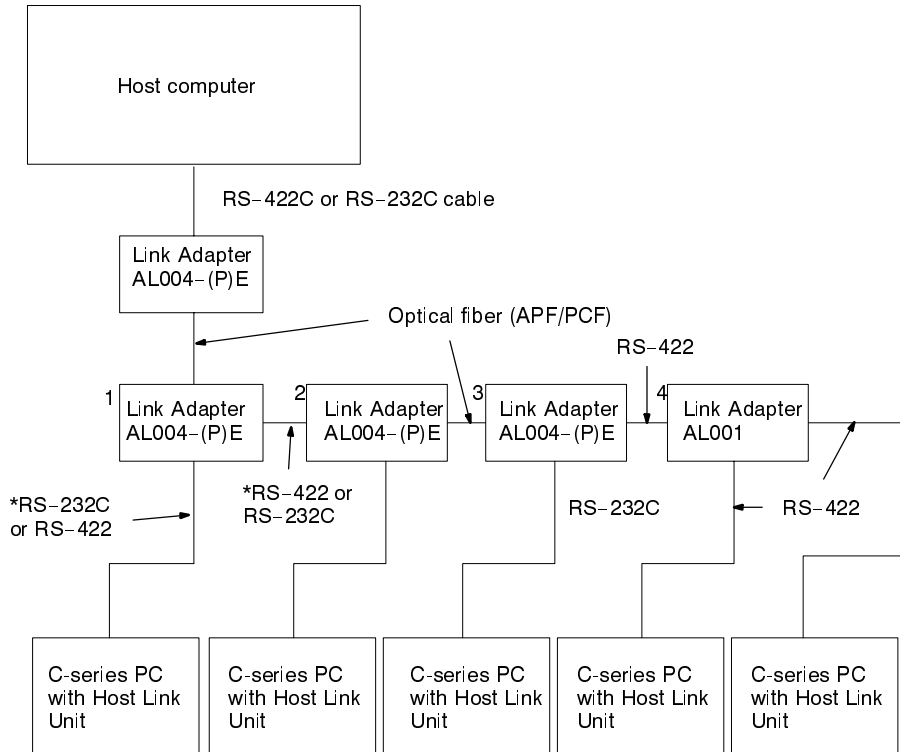 Host computer
RS-422C or RS-232C cable
Link Adapter
AL004-(P)E
Optical fiber (APF/PCF)
RS-422
1
Link Adapter
AL004-(P)E
2
Link Adapter
AL004-(P)E
3
Link Adapter
AL004-(P)E
4
Link Adapter
AL001
*RS-232C
or RS-422
*RS-422 or
RS-232C
RS-232C
RS-422
C-series PC
with Host Link
Unit
C-series PC
with Host Link
Unit
C-series PC
with Host Link
Unit
C-series PC
with Host Link
Unit
C-series PC
with Host Link
Unit